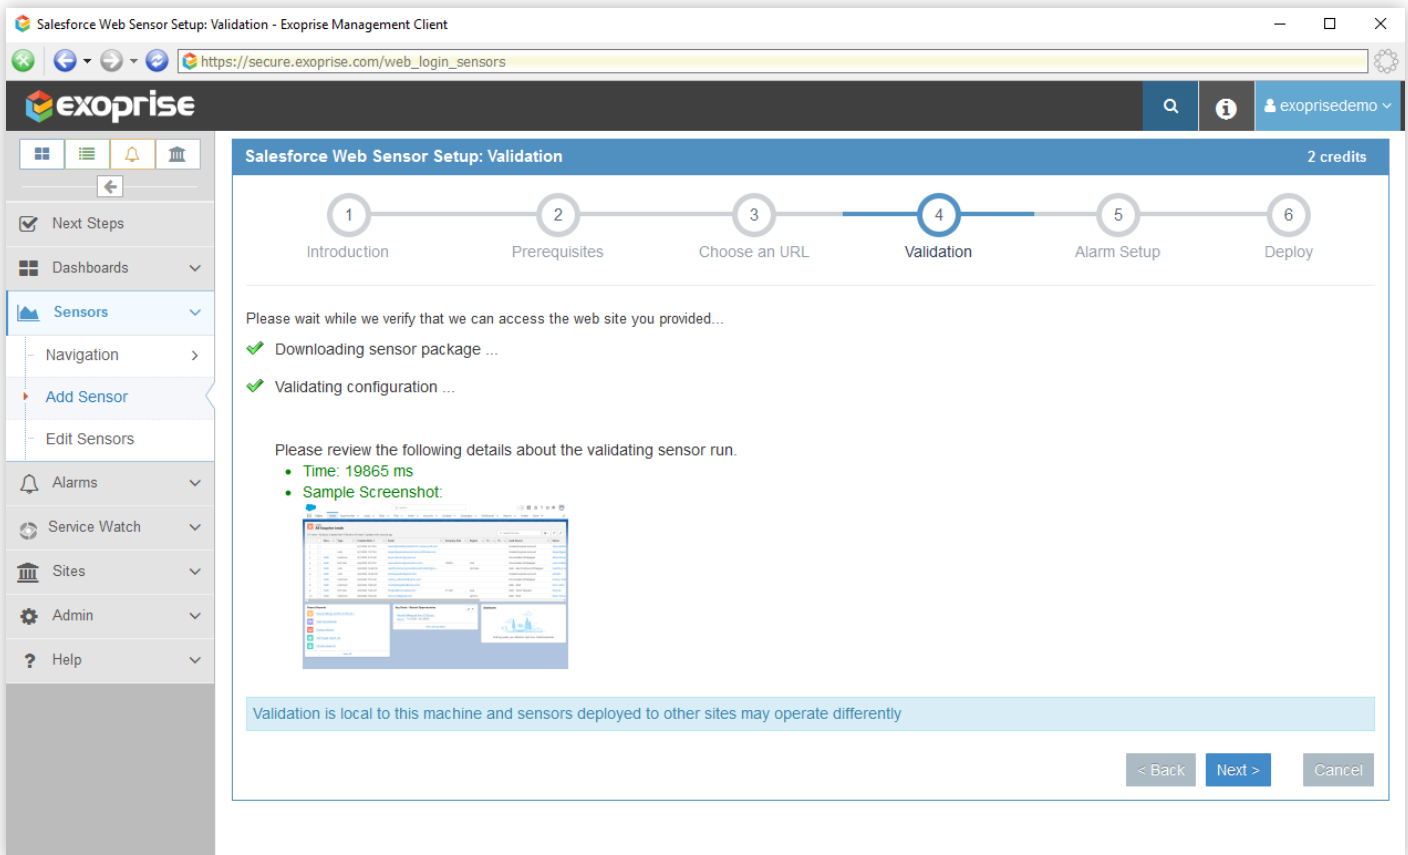 Salesforce Web Sensor Setup: Validation - Exoprise Management Client
https://secure.exoprise.com/web_login_sensors
exoprise
exoprisedemo
Salesforce Web Sensor Setup: Validation
2 credits
1
2
3
4
5
6
Introduction
Prerequisites
Choose an URL
Validation
Alarm Setup
Deploy
Next Steps
Dashboards
Sensors
Navigation
Add Sensor
Edit Sensors
Alarms
Service Watch
Sites
Admin
Help
Please wait while we verify that we can access the web site you provided...
Downloading sensor package ...
Validating configuration ...
Please review the following details about the validating sensor run.
• Time: 19865 ms
• Sample Screenshot:
Validation is local to this machine and sensors deployed to other sites may operate differently
< Back
Next >
Cancel